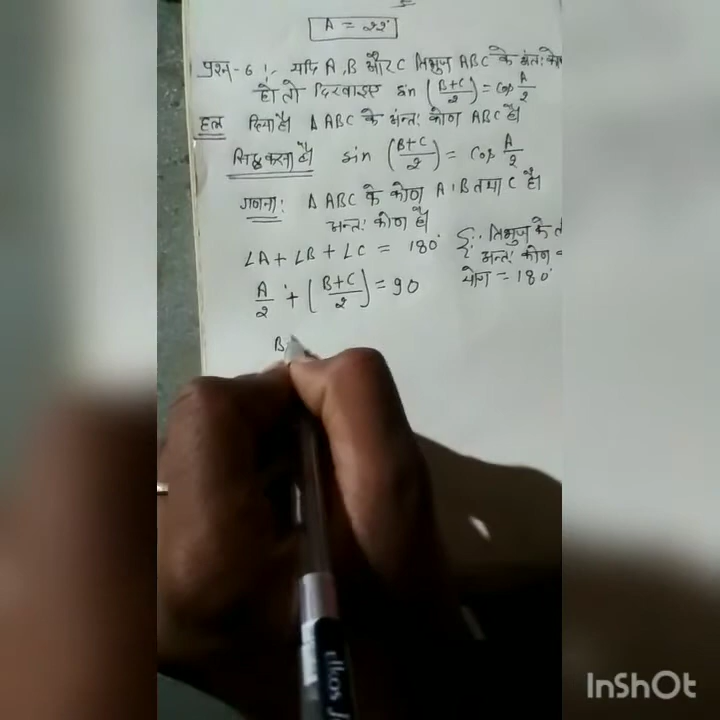 A = 22°
प्रश्न-6 :- यदि A, B और C त्रिभुज ABC के अंतः
हो तो दिखाइए sin (B+C/2) = cos A/2
हल दिया है। Δ ABC के अन्तः कोण ABC है।
सिद्ध करना है। sin (B+C/2) = cos A/2
गणना: Δ ABC के कोण A, B तथा C है।
अन्तः कोण है।
∠A + ∠B + ∠C = 180°
{∵ त्रिभुज के
अन्तः कोण
योग = 180°
A/2 + (B+C/2) = 90
B
InShOt